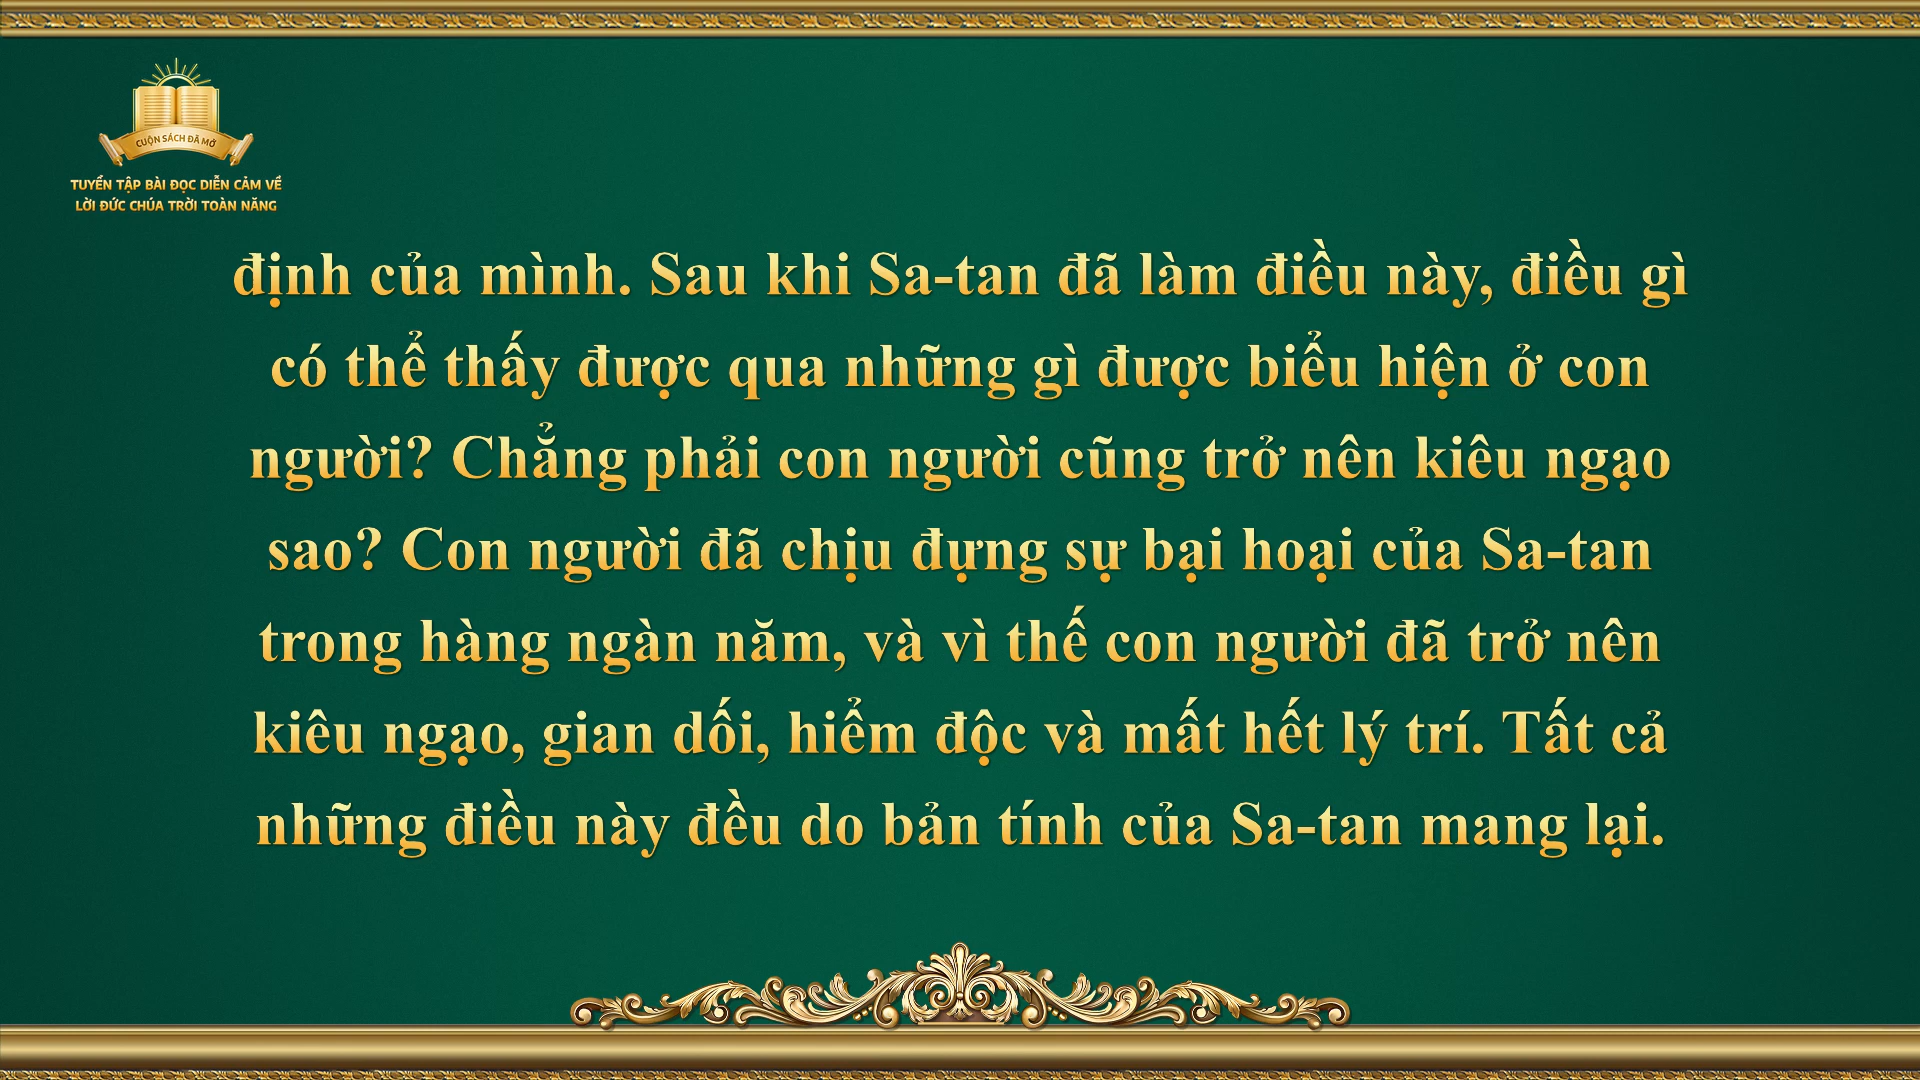 CUỘN SÁCH ĐÃ MỞ
TUYỂN TẬP BÀI ĐỌC DIỄN CẢM VỀ
LỜI ĐỨC CHÚA TRỜI TOÀN NĂNG
định của mình. Sau khi Sa-tan đã làm điều này, điều gì
có thể thấy được qua những gì được biểu hiện ở con
người? Chẳng phải con người cũng trở nên kiêu ngạo
sao? Con người đã chịu đựng sự bại hoại của Sa-tan
trong hàng ngàn năm, và vì thế con người đã trở nên
kiêu ngạo, gian dối, hiểm độc và mất hết lý trí. Tất cả
những điều này đều do bản tính của Sa-tan mang lại.